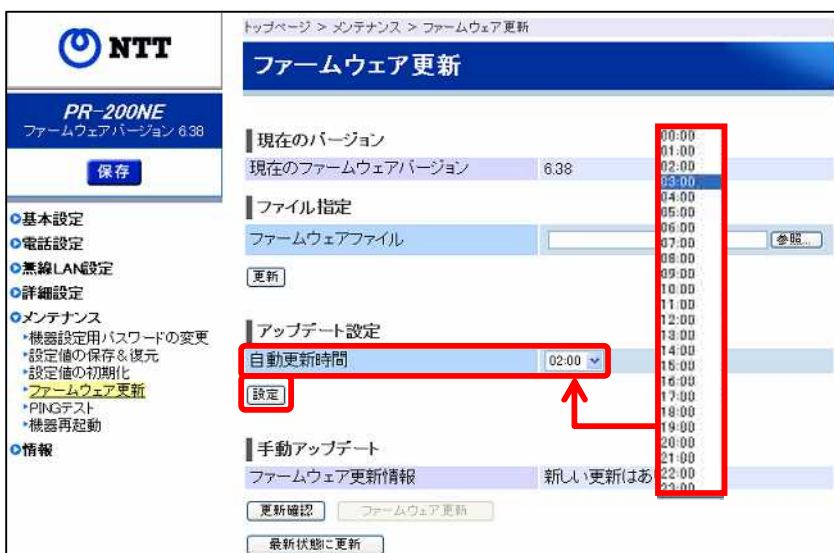 NTT
PR-200NE
ファームウェアバージョン 6.38
保存
基本設定
電話設定
無線LAN設定
詳細設定
メンテナンス
機器設定用パスワードの変更
設定値の保存&復元
設定値の初期化
ファームウェア更新
PINGテスト
機器再起動
情報
トップページ > メンテナンス > ファームウェア更新
ファームウェア更新
現在のバージョン
現在のファームウェアバージョン 6.38
ファイル指定
ファームウェアファイル 参照...
更新
アップデート設定
自動更新時間 02:00
設定
手動アップデート
ファームウェア更新情報 新しい更新はあ
更新確認 ファームウェア更新
最新状態に更新
00:00
01:00
02:00
03:00
04:00
05:00
06:00
07:00
08:00
09:00
10:00
11:00
12:00
13:00
14:00
15:00
16:00
17:00
18:00
19:00
20:00
21:00
22:00
23:00